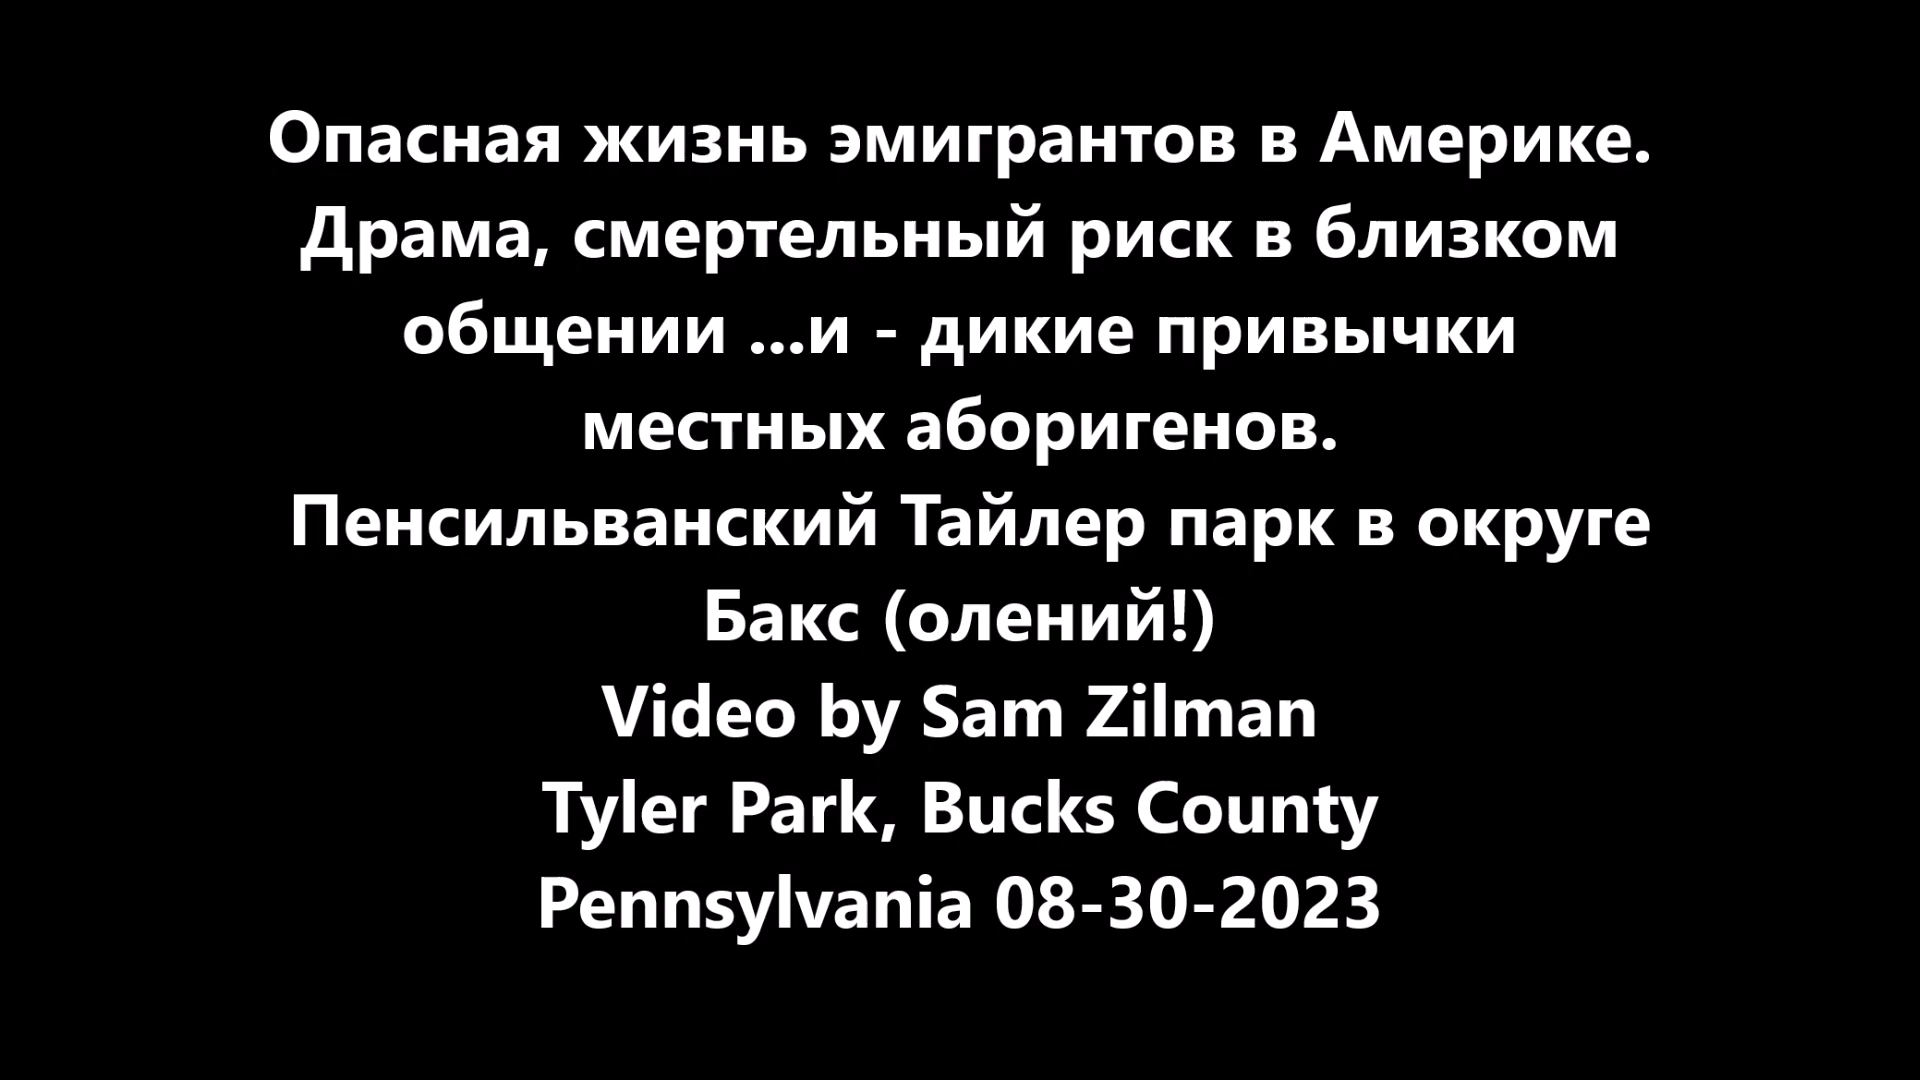 Опасная жизнь эмигрантов в Америке.
Драма, смертельный риск в близком
общении ...и - дикие привычки
местных аборигенов.
Пенсильванский Тайлер парк в округе
Бакс (олений!)
Video by Sam Zilman
Tyler Park, Bucks County
Pennsylvania 08-30-2023